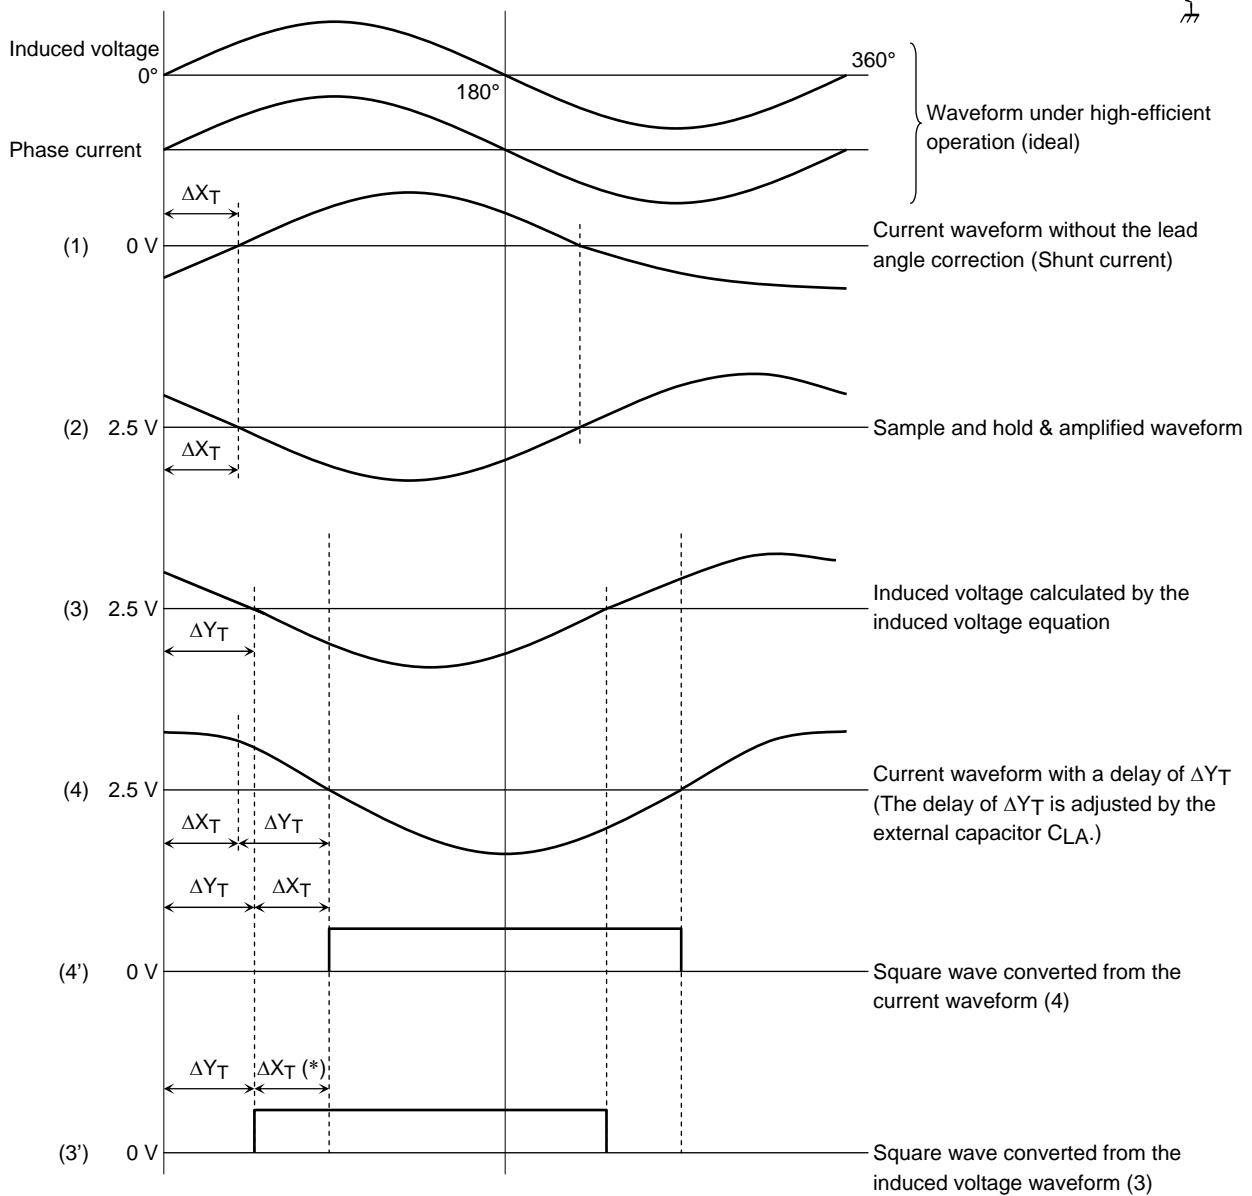 Induced voltage
0°
180°
360°
Waveform under high-efficient
operation (ideal)
Phase current
ΔXT
(1) 0 V
Current waveform without the lead
angle correction (Shunt current)
(2) 2.5 V
Sample and hold & amplified waveform
ΔXT
(3) 2.5 V
Induced voltage calculated by the
induced voltage equation
ΔYT
(4) 2.5 V
Current waveform with a delay of ΔYT
(The delay of ΔYT is adjusted by the
external capacitor CLA.)
ΔXT ΔYT
ΔYT ΔXT
(4') 0 V
Square wave converted from the
current waveform (4)
ΔYT ΔXT (*)
(3') 0 V
Square wave converted from the
induced voltage waveform (3)